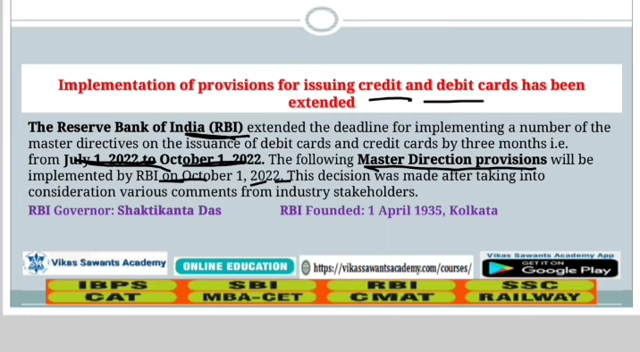 Implementation of provisions for issuing credit and debit cards has been
extended
The Reserve Bank of India (RBI) extended the deadline for implementing a number of the
master directives on the issuance of debit cards and credit cards by three months i.e.
from July 1, 2022 to October 1, 2022. The following Master Direction provisions will be
implemented by RBI on October 1, 2022. This decision was made after taking into
consideration various comments from industry stakeholders.
RBI Governor: Shaktikanta Das RBI Founded: 1 April 1935, Kolkata
Vikas Sawants Academy App
Vikas Sawants Academy ONLINE EDUCATION https://vikassawantsacademy.com/courses/ GET IT ON
Google Play
IBPS SBI RBI SSC
CAT MBA-CET CMAT RAILWAY